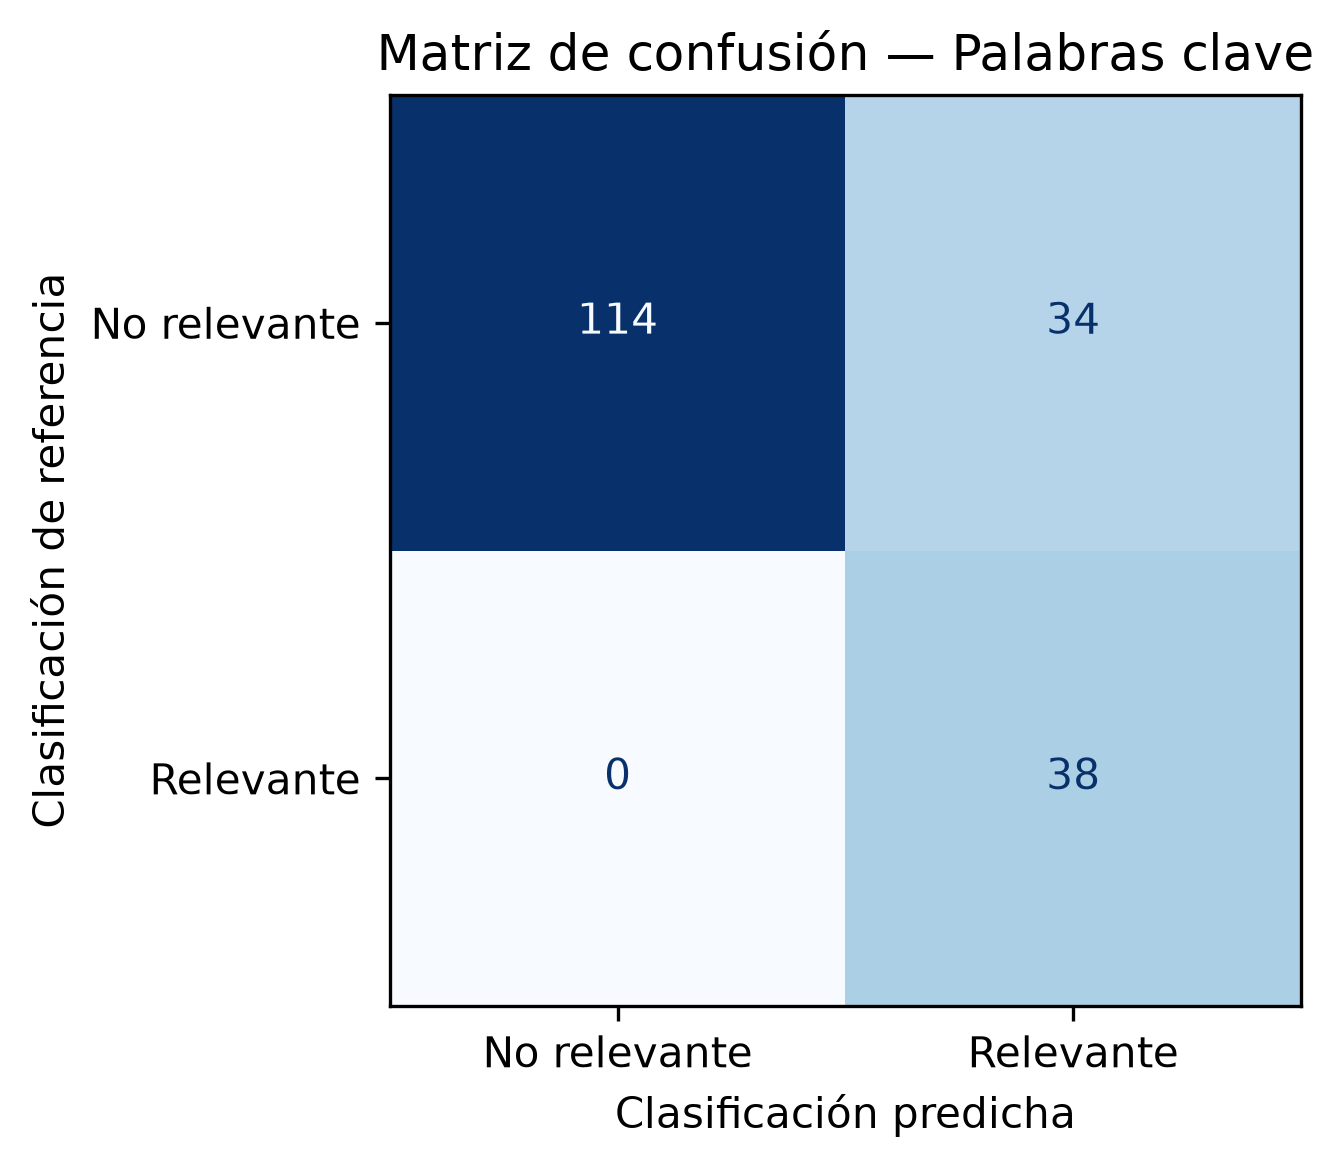 Matriz de confusión — Palabras clave
Clasificación de referencia
No relevante
114
34
Relevante
0
38
No relevante
Relevante
Clasificación predicha